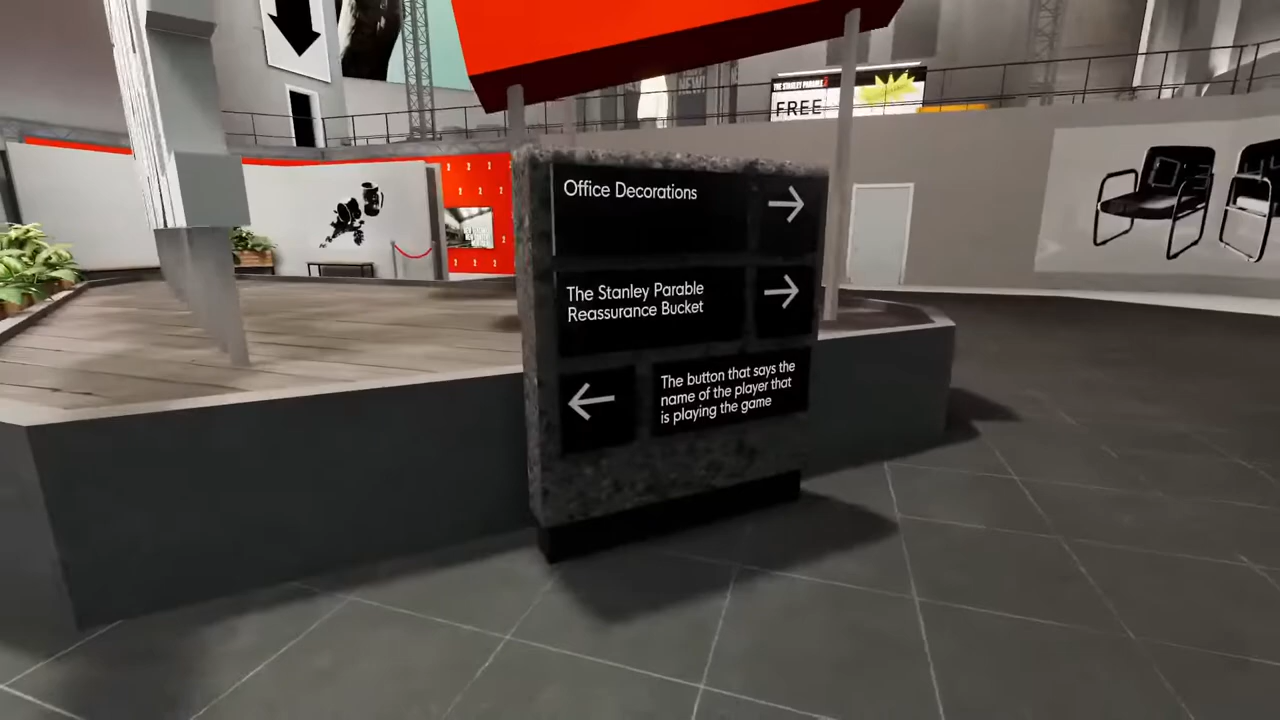 THE STANLEY PARABLE
FREE
Office Decorations
The Stanley Parable
Reassurance Bucket
The button that says the
name of the player that
is playing the game